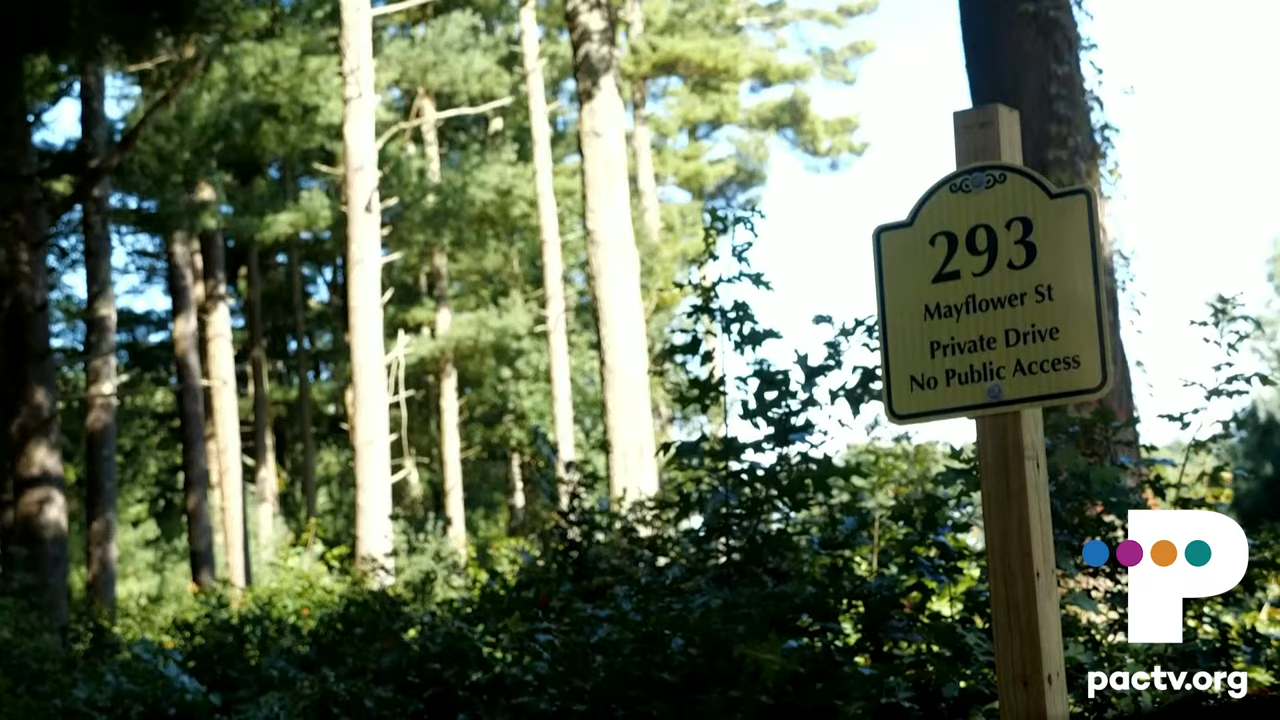 293
Mayflower St
Private Drive
No Public Access
P
pactv.org